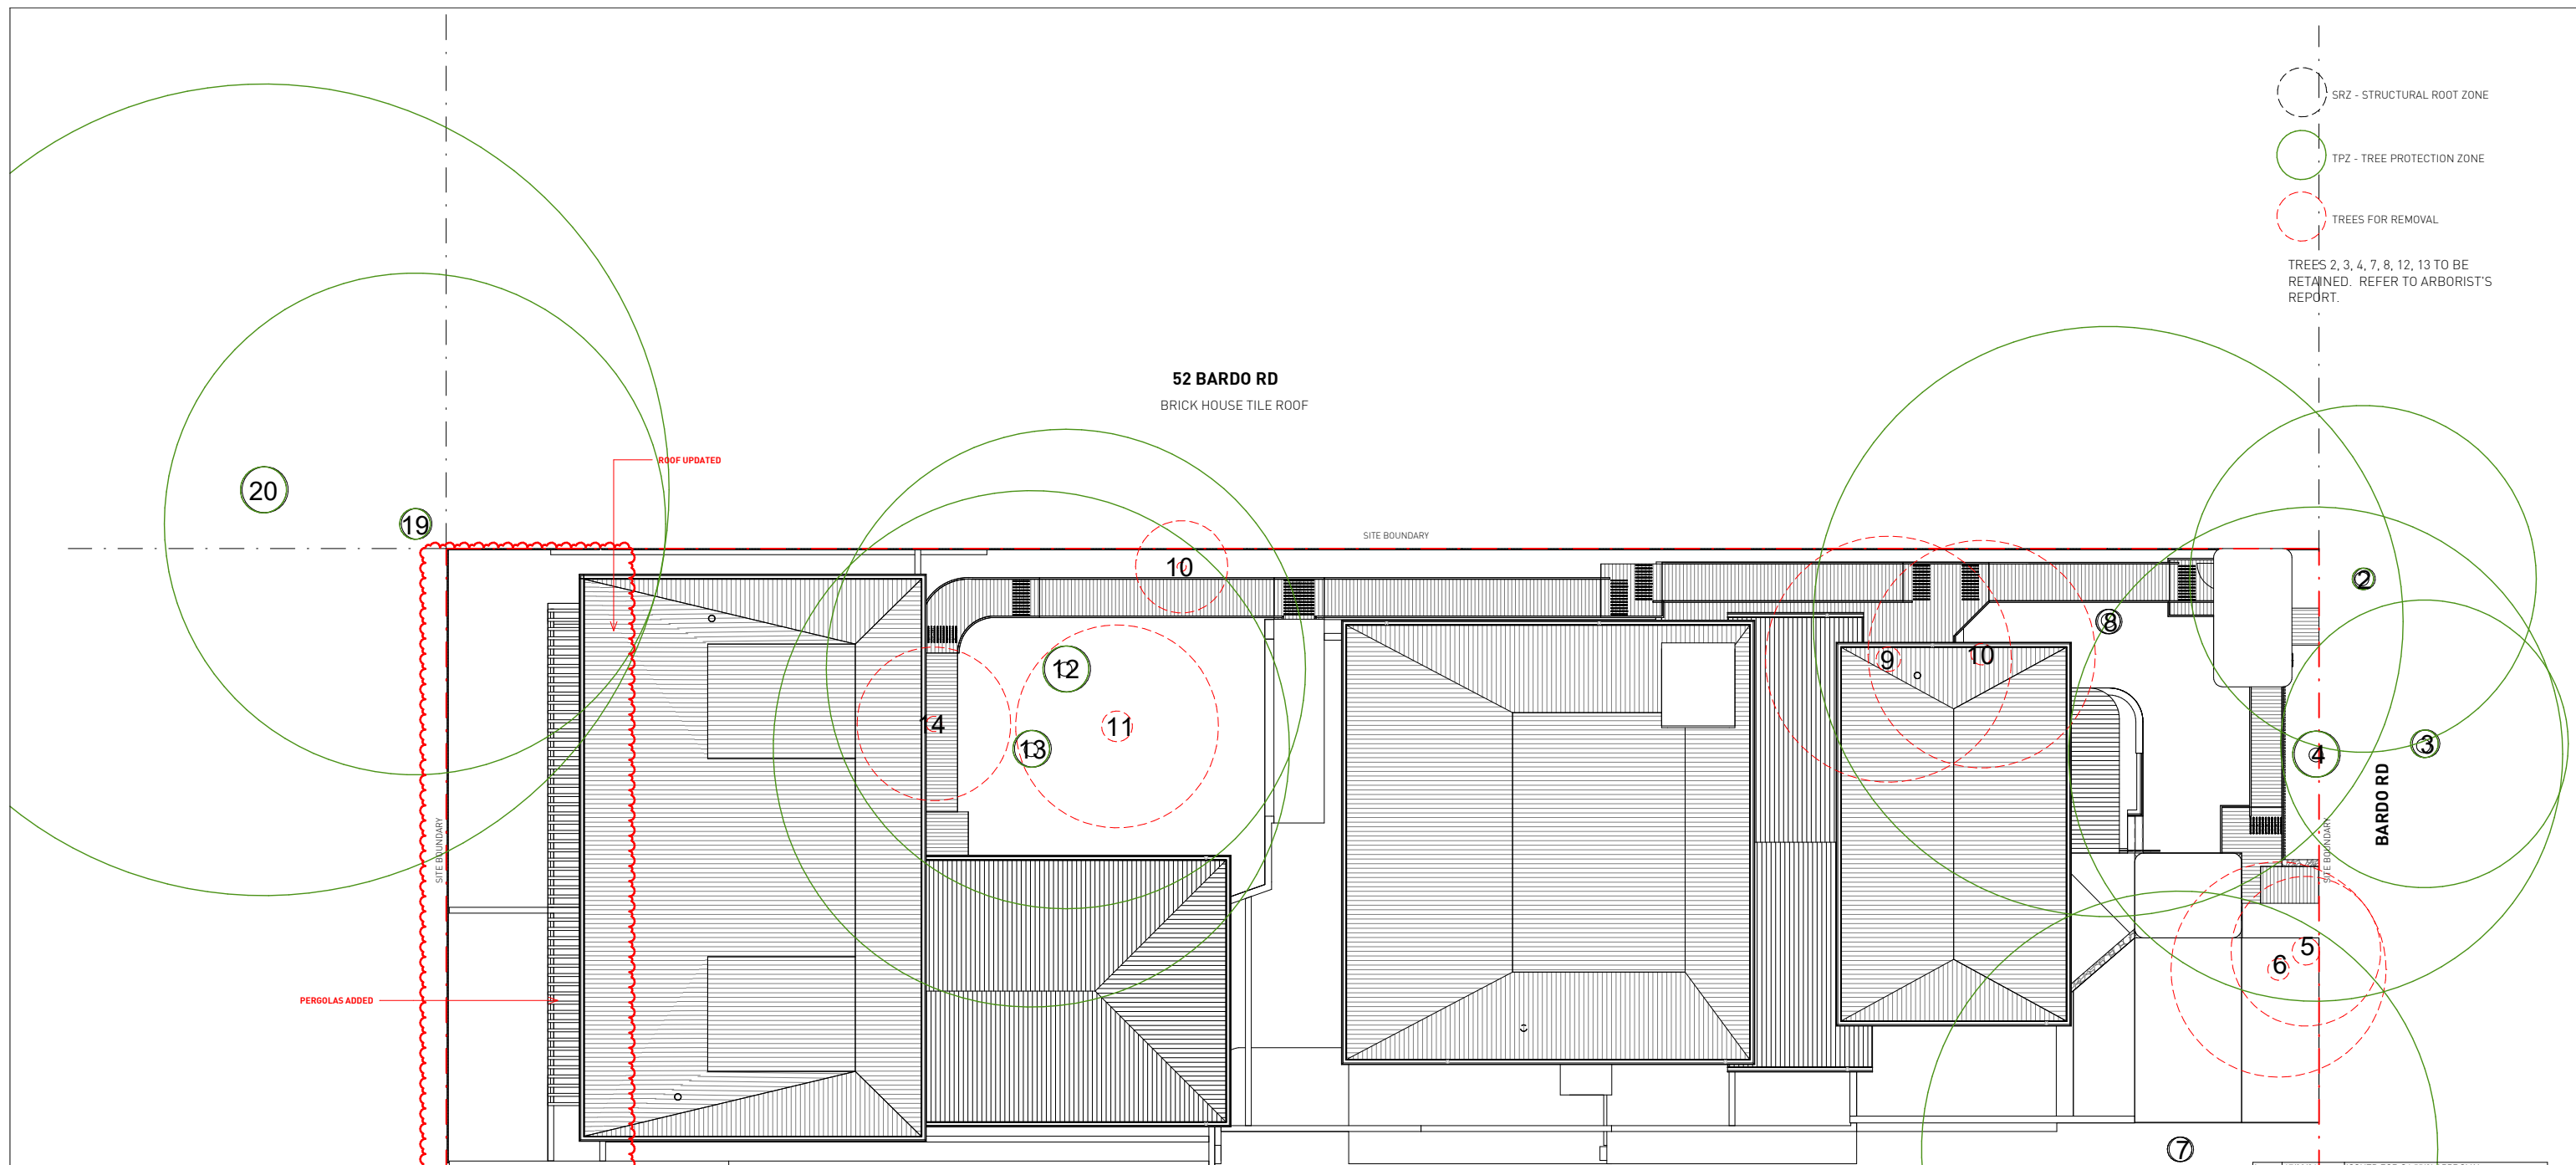 SRZ - STRUCTURAL ROOT ZONE
TPZ - TREE PROTECTION ZONE
TREES FOR REMOVAL
TREES 2, 3, 4, 7, 8, 12, 13 TO BE
RETAINED. REFER TO ARBORIST'S
REPORT.
52 BARDO RD
BRICK HOUSE TILE ROOF
ROOF UPDATED
20
19
SITE BOUNDARY
10
2
8
12
9
10
14
11
13
4
3
BARDO RD
SITE BOUNDARY
SITE BOUNDARY
5
6
PERGOLAS ADDED
7